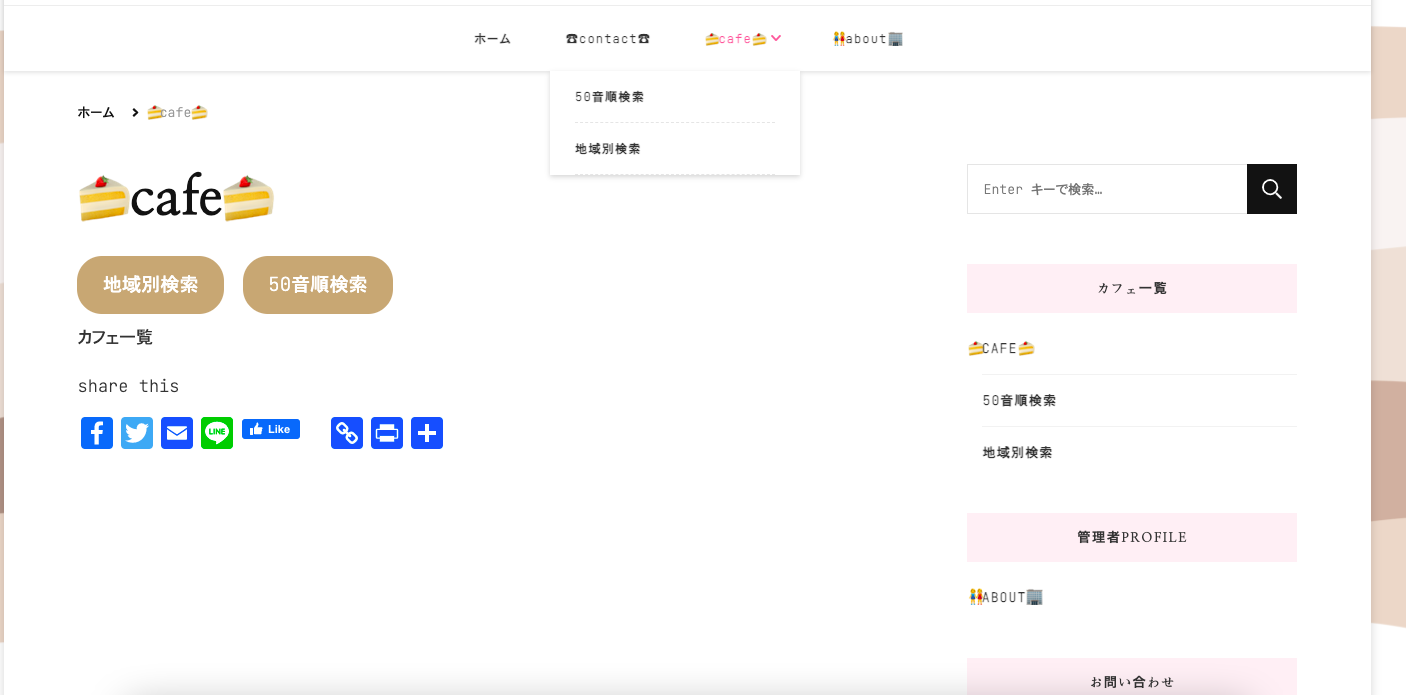 ホーム ☎contact☎ 🍰cafe🍰 👭about🏢
50音順検索
地域別検索
ホーム 🍰cafe🍰
🍰cafe🍰
地域別検索 50音順検索
カフェ一覧
share this
LINE Like
Enter キーで検索…
カフェ一覧
🍰CAFE🍰
50音順検索
地域別検索
管理者PROFILE
👭ABOUT🏢
お問い合わせ